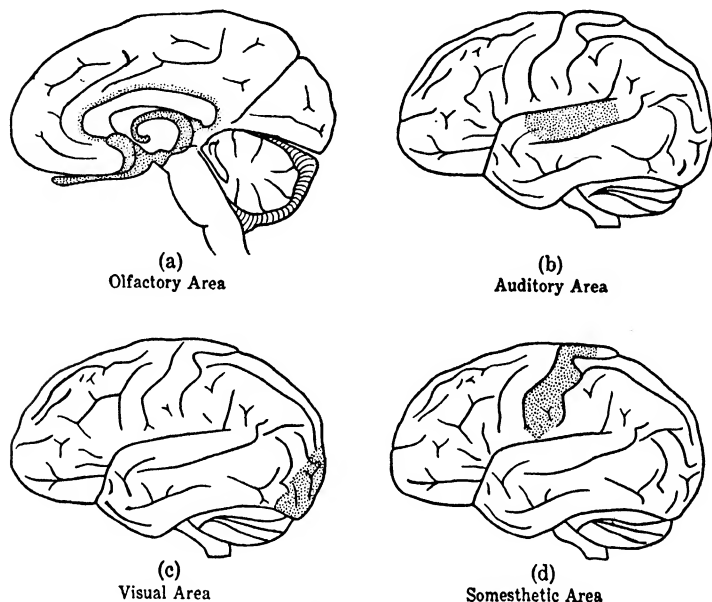 (a)
Olfactory Area
(b)
Auditory Area
(c)
Visual Area
(d)
Somesthetic Area